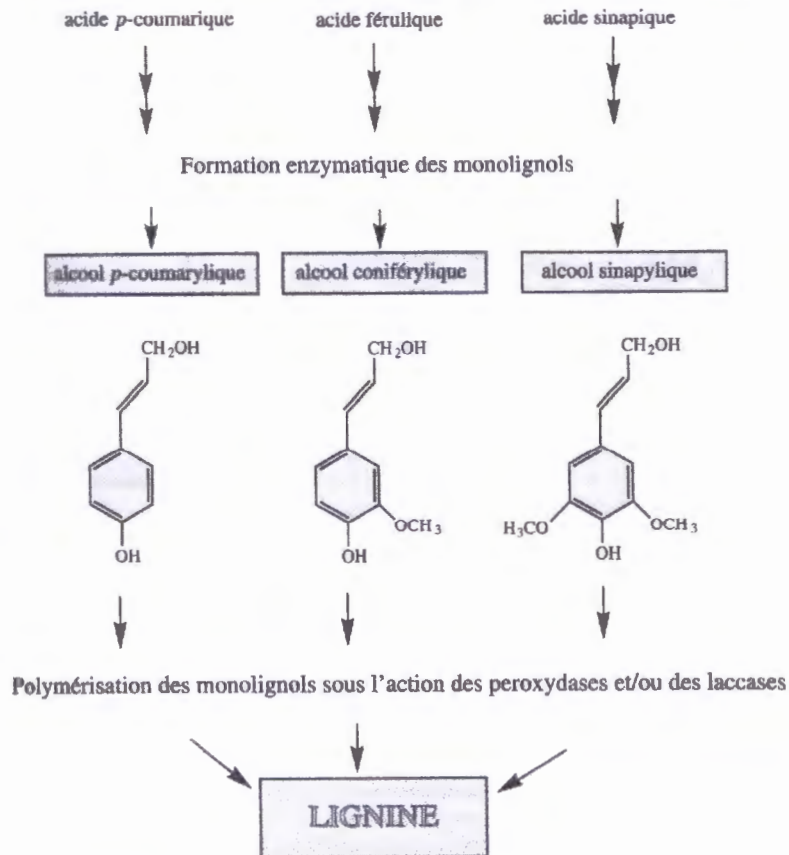 acide p-coumarique acide férulique acide sinapique
Formation enzymatique des monolignols
alcool p-coumarylique alcool coniférylique alcool sinapylique
CH₂OH CH₂OH CH₂OH
OCH₃ H₃CO OCH₃
OH OH OH
Polymérisation des monolignols sous l'action des peroxydases et/ou des laccases
LIGNINE